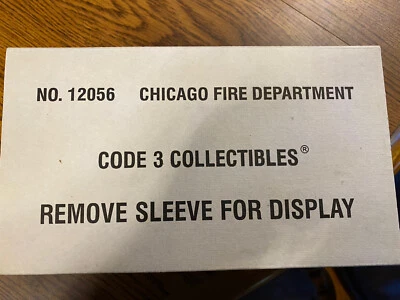 NO. 12056 CHICAGO FIRE DEPARTMENT
CODE 3 COLLECTIBLES®
REMOVE SLEEVE FOR DISPLAY